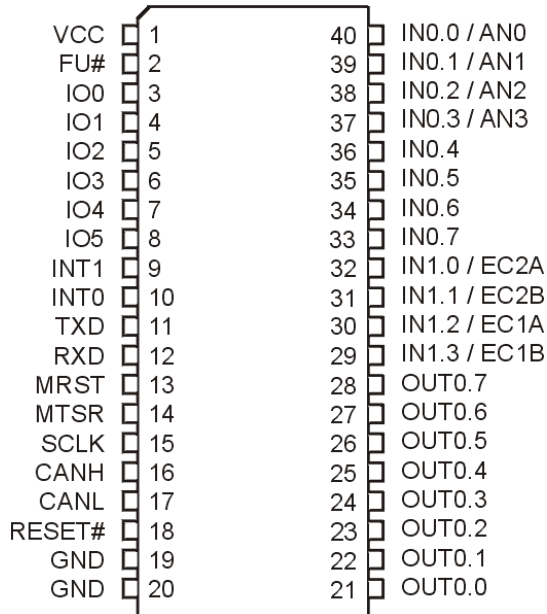 VCC 1 40 IN0.0 / AN0
FU# 2 39 IN0.1 / AN1
IO0 3 38 IN0.2 / AN2
IO1 4 37 IN0.3 / AN3
IO2 5 36 IN0.4
IO3 6 35 IN0.5
IO4 7 34 IN0.6
IO5 8 33 IN0.7
INT1 9 32 IN1.0 / EC2A
INT0 10 31 IN1.1 / EC2B
TXD 11 30 IN1.2 / EC1A
RXD 12 29 IN1.3 / EC1B
MRST 13 28 OUT0.7
MTSR 14 27 OUT0.6
SCLK 15 26 OUT0.5
CANH 16 25 OUT0.4
CANL 17 24 OUT0.3
RESET# 18 23 OUT0.2
GND 19 22 OUT0.1
GND 20 21 OUT0.0